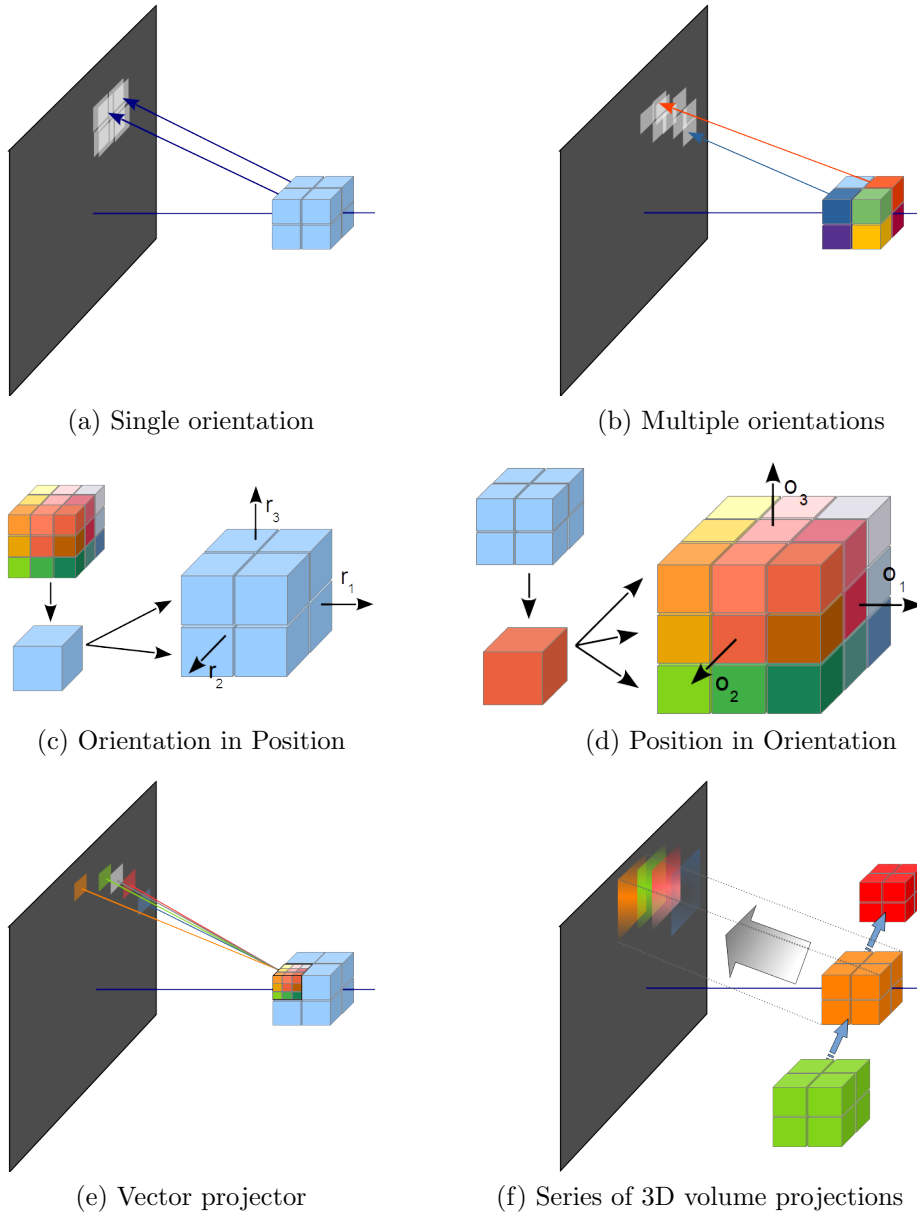 (a) Single orientation
(b) Multiple orientations
r3
r1
r2
o3
o1
o2
(c) Orientation in Position
(d) Position in Orientation
(e) Vector projector
(f) Series of 3D volume projections